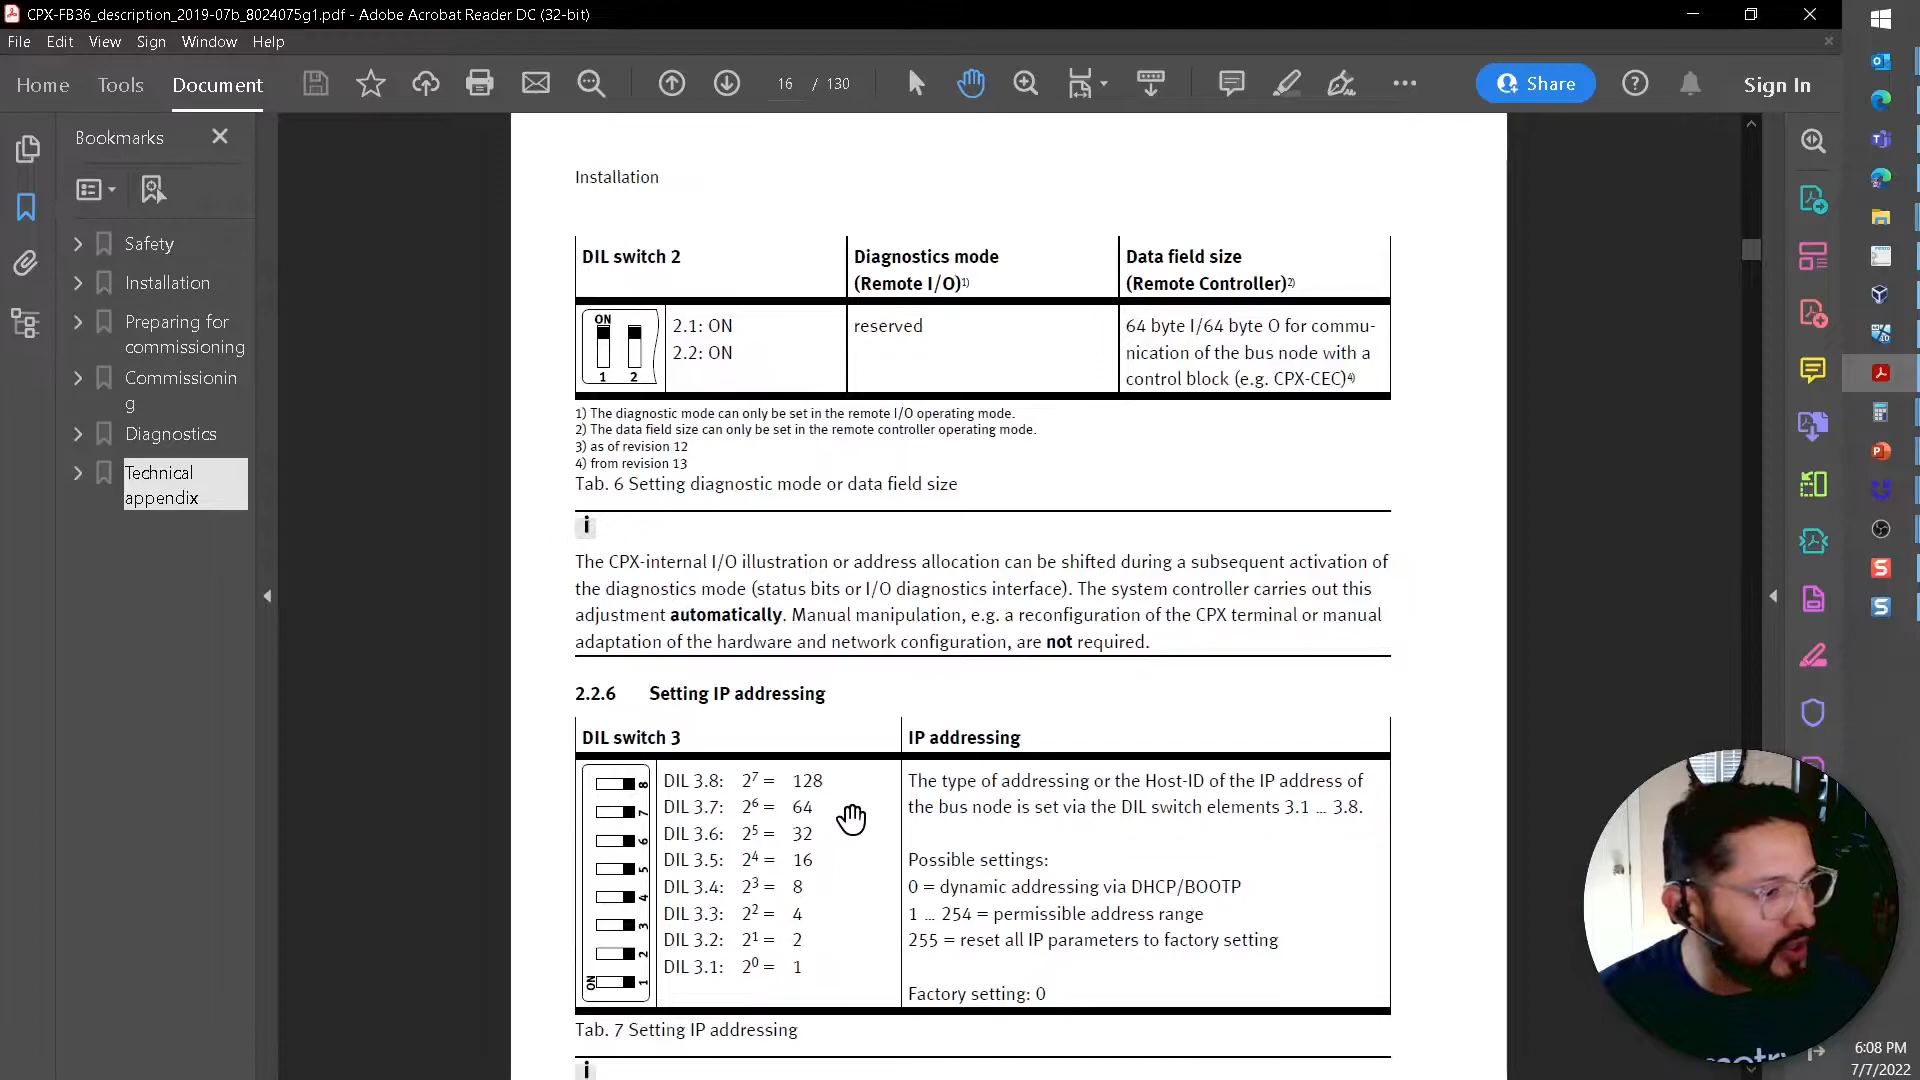 CPX-FB36_description_2019-07b_8024075g1.pdf - Adobe Acrobat Reader DC (32-bit)
File Edit View Sign Window Help
Home Tools Document 16 / 130 Share Sign In
Bookmarks
Safety
Installation
Preparing for
commissioning
Commissionin
g
Diagnostics
Technical
appendix
Installation
DIL switch 2
Diagnostics mode
(Remote I/O)1)
Data field size
(Remote Controller)2)
ON
1 2
2.1: ON
2.2: ON
reserved
64 byte I/64 byte O for commu-
nication of the bus node with a
control block (e.g. CPX-CEC)4)
1) The diagnostic mode can only be set in the remote I/O operating mode.
2) The data field size can only be set in the remote controller operating mode.
3) as of revision 12
4) from revision 13
Tab. 6 Setting diagnostic mode or data field size
i
The CPX-internal I/O illustration or address allocation can be shifted during a subsequent activation of
the diagnostics mode (status bits or I/O diagnostics interface). The system controller carries out this
adjustment automatically. Manual manipulation, e.g. a reconfiguration of the CPX terminal or manual
adaptation of the hardware and network configuration, are not required.
2.2.6 Setting IP addressing
DIL switch 3
IP addressing
8
7
6
5
4
3
2
1
ON
DIL 3.8: 2⁷ = 128
DIL 3.7: 2⁶ = 64
DIL 3.6: 2⁵ = 32
DIL 3.5: 2⁴ = 16
DIL 3.4: 2³ = 8
DIL 3.3: 2² = 4
DIL 3.2: 2¹ = 2
DIL 3.1: 2⁰ = 1
The type of addressing or the Host-ID of the IP address of
the bus node is set via the DIL switch elements 3.1 ... 3.8.
Possible settings:
0 = dynamic addressing via DHCP/BOOTP
1 ... 254 = permissible address range
255 = reset all IP parameters to factory setting
Factory setting: 0
Tab. 7 Setting IP addressing
i
6:08 PM
7/7/2022